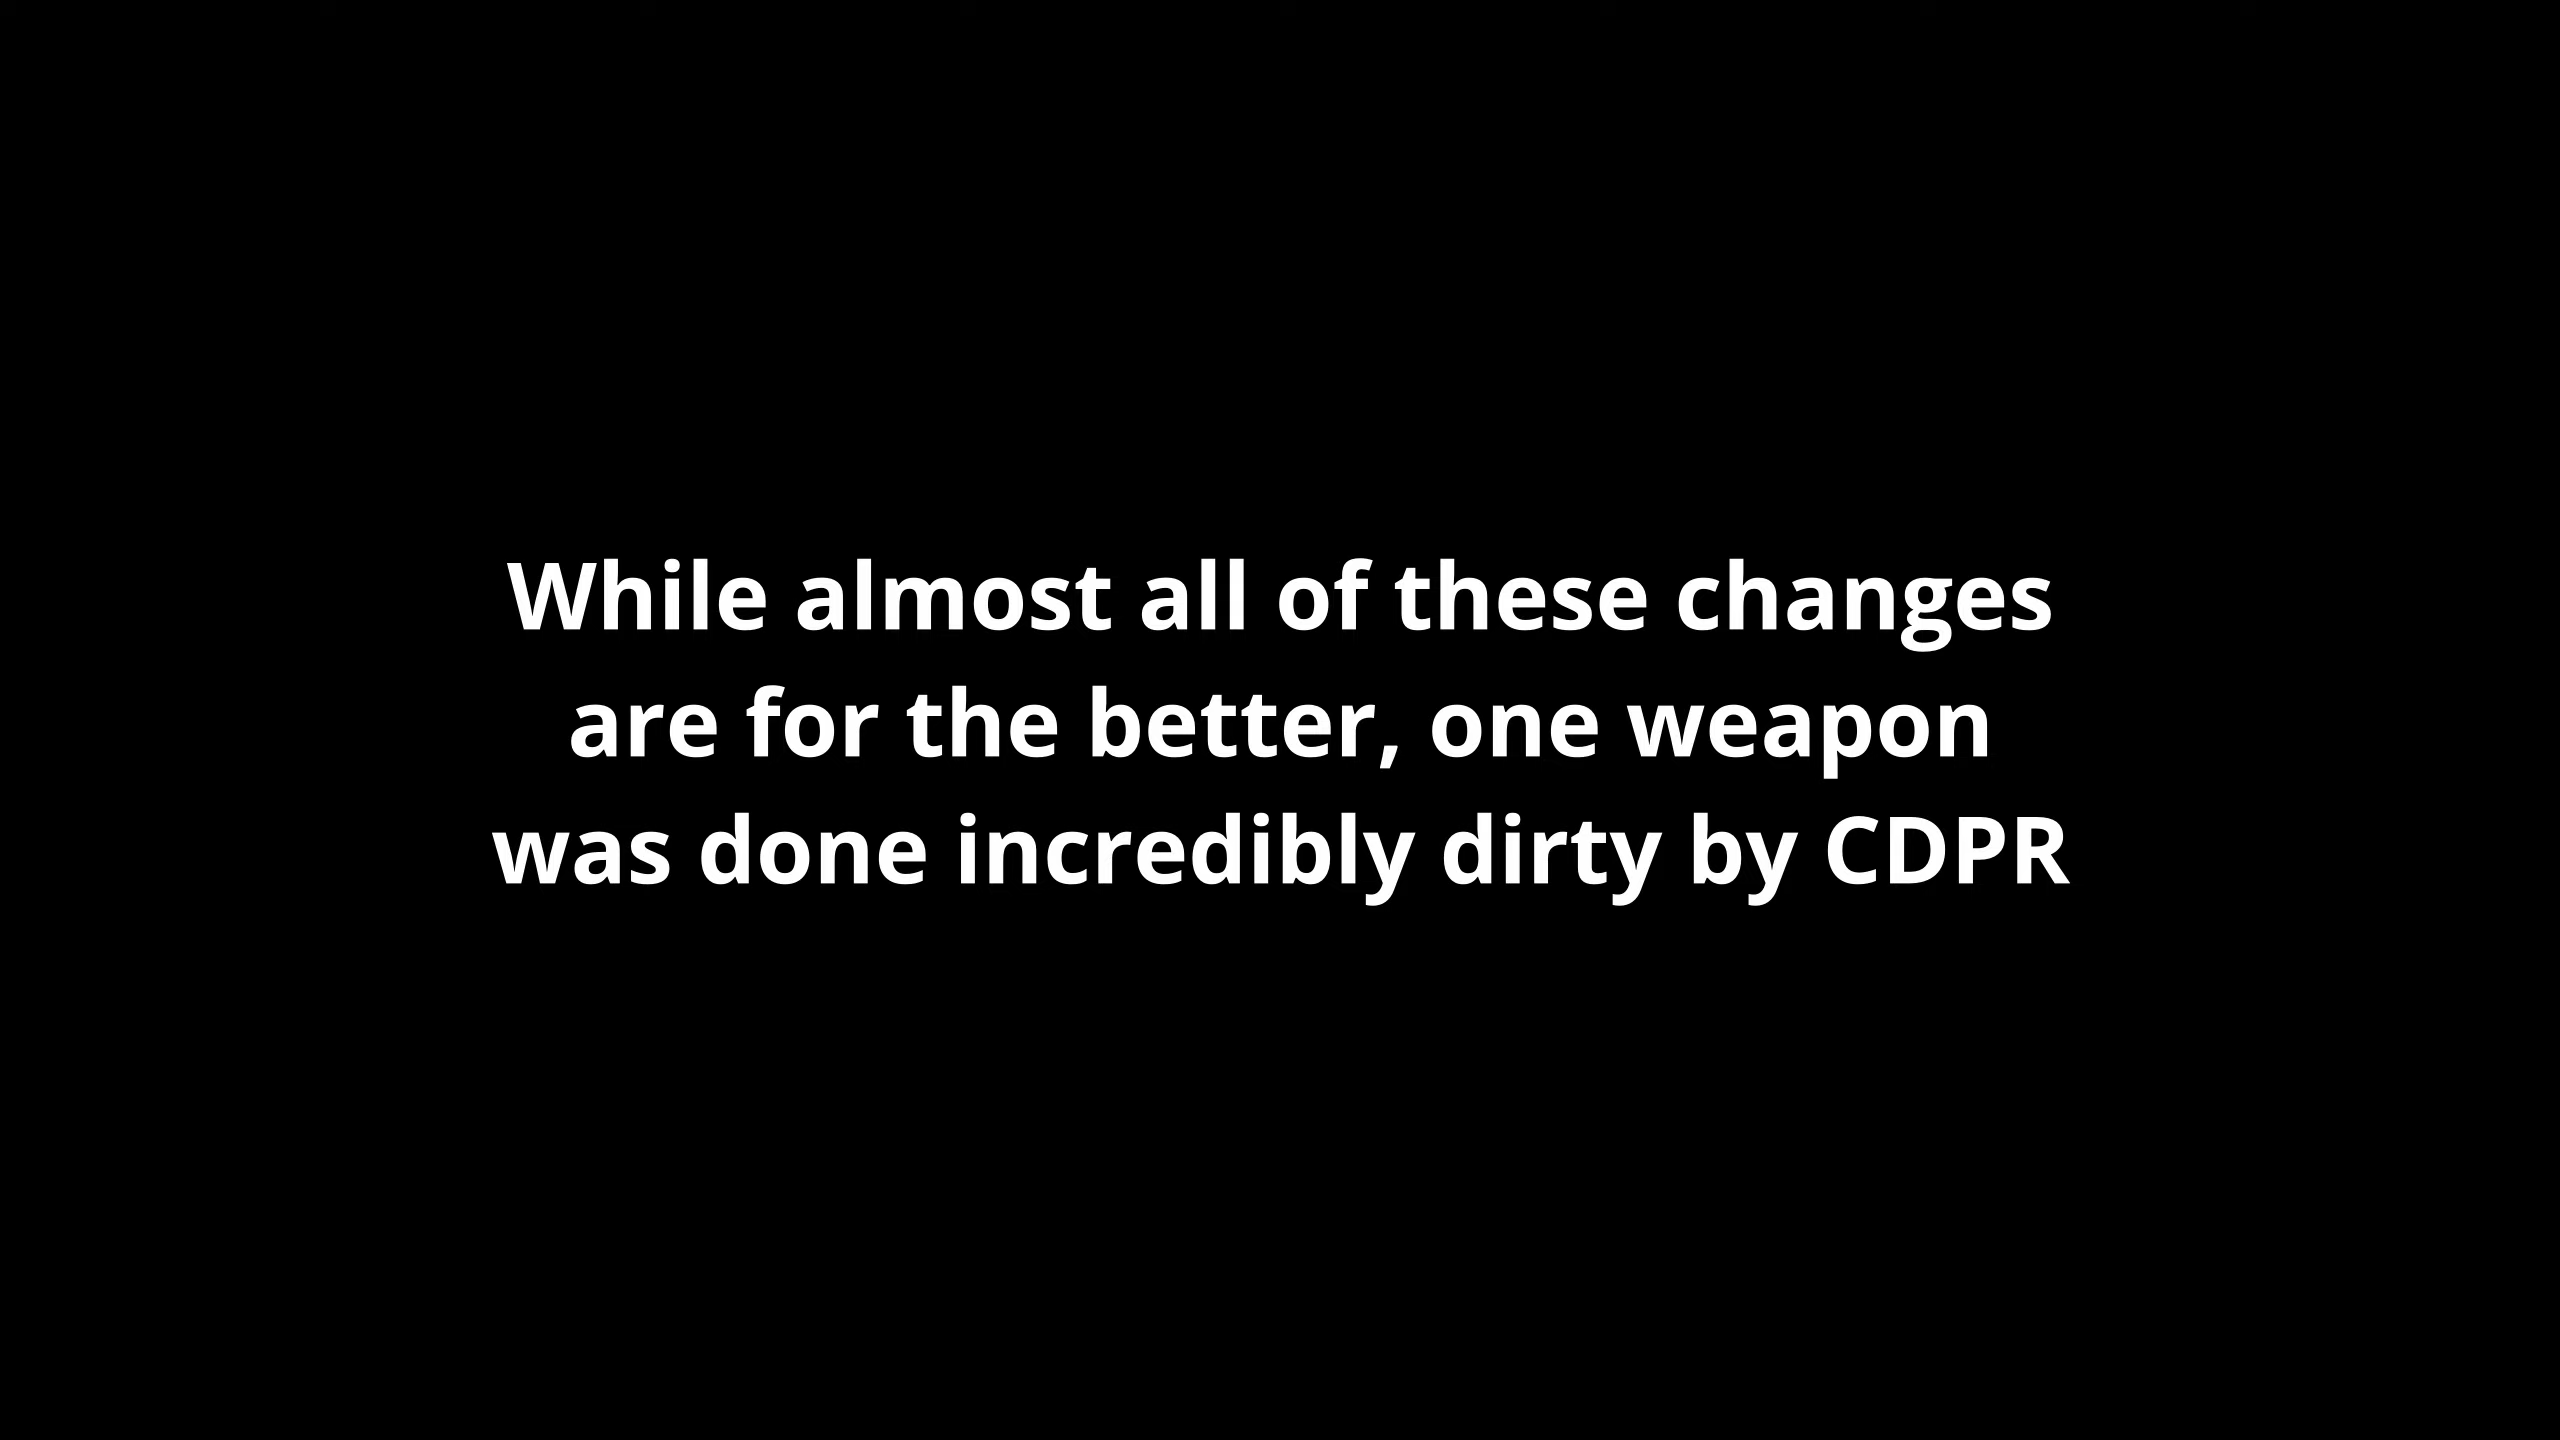 While almost all of these changes
are for the better, one weapon
was done incredibly dirty by CDPR